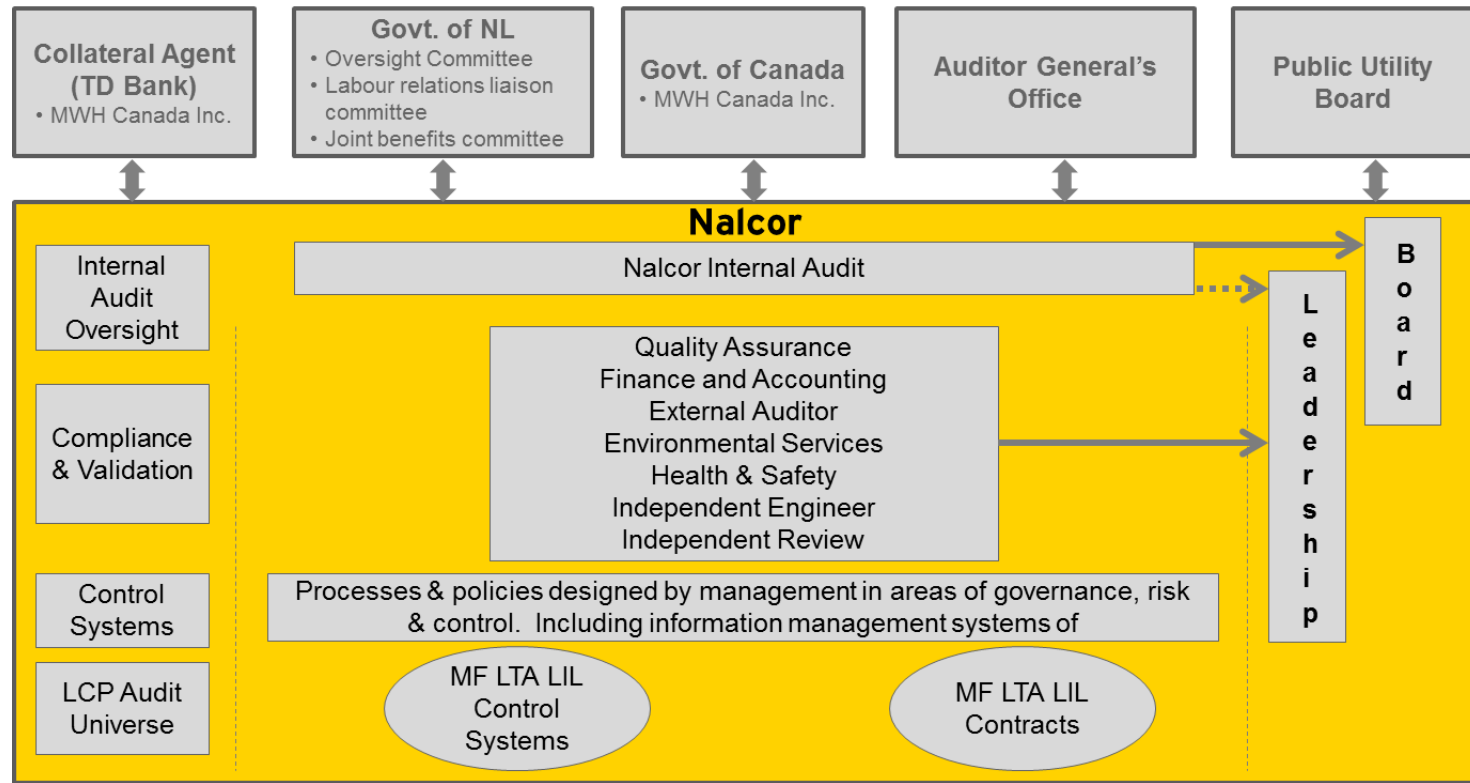 Collateral Agent
(TD Bank)
• MWH Canada Inc.
Govt. of NL
• Oversight Committee
• Labour relations liaison
committee
• Joint benefits committee
Govt. of Canada
• MWH Canada Inc.
Auditor General's
Office
Public Utility
Board
Nalcor
Internal
Audit
Oversight
Nalcor Internal Audit
Board
Leadership
Compliance
& Validation
Quality Assurance
Finance and Accounting
External Auditor
Environmental Services
Health & Safety
Independent Engineer
Independent Review
Control
Systems
Processes & policies designed by management in areas of governance, risk
& control. Including information management systems of
LCP Audit
Universe
MF LTA LIL
Control
Systems
MF LTA LIL
Contracts